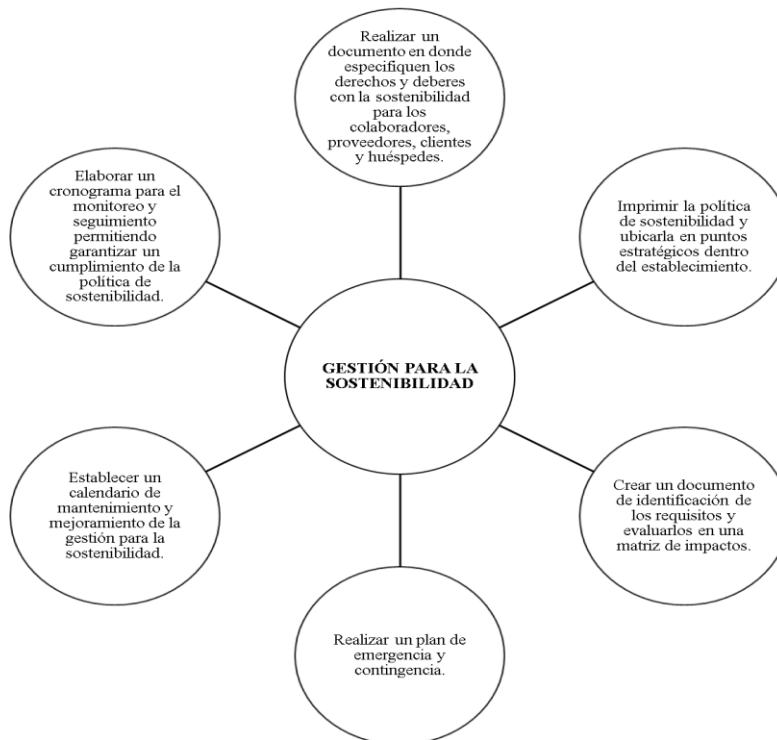 Realizar un
documento en donde
especifiquen los
derechos y deberes
con la sostenibilidad
para los
colaboradores,
proveedores, clientes
y huéspedes.
Imprimir la política
de sostenibilidad y
ubicarla en puntos
estratégicos dentro
del establecimiento.
Crear un documento
de identificación de
los requisitos y
evaluarlos en una
matriz de impactos.
Realizar un plan de
emergencia y
contingencia.
Establecer un
calendario de
mantenimiento y
mejoramiento de la
gestión para la
sostenibilidad.
Elaborar un
cronograma para el
monitoreo y
seguimiento
permitiendo
garantizar un
cumplimiento de la
política de
sostenibilidad.
GESTIÓN PARA LA
SOSTENIBILIDAD